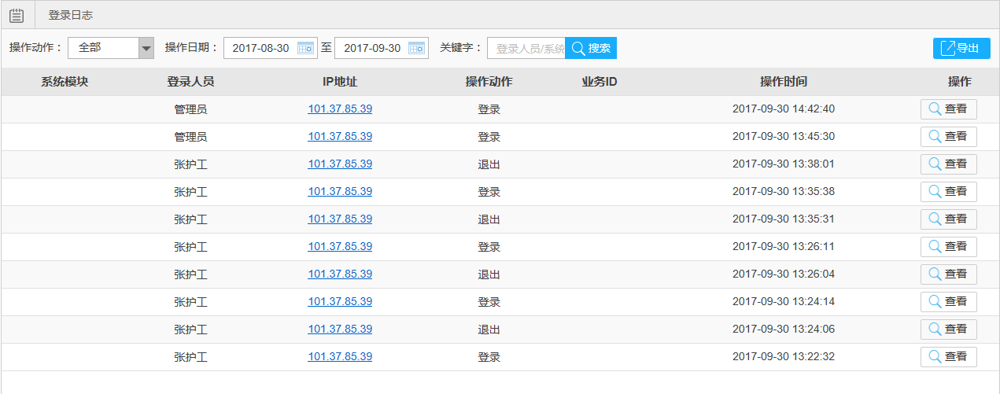 登录日志
操作动作： 全部 操作日期： 2017-08-30 至 2017-09-30 关键字： 登录人员/系统 搜索 导出
系统模块 登录人员 IP地址 操作动作 业务ID 操作时间 操作
管理员 101.37.85.39 登录 2017-09-30 14:42:40 查看
管理员 101.37.85.39 登录 2017-09-30 13:45:30 查看
张护工 101.37.85.39 退出 2017-09-30 13:38:01 查看
张护工 101.37.85.39 登录 2017-09-30 13:35:38 查看
张护工 101.37.85.39 退出 2017-09-30 13:35:31 查看
张护工 101.37.85.39 登录 2017-09-30 13:26:11 查看
张护工 101.37.85.39 退出 2017-09-30 13:26:04 查看
张护工 101.37.85.39 登录 2017-09-30 13:24:14 查看
张护工 101.37.85.39 退出 2017-09-30 13:24:06 查看
张护工 101.37.85.39 登录 2017-09-30 13:22:32 查看